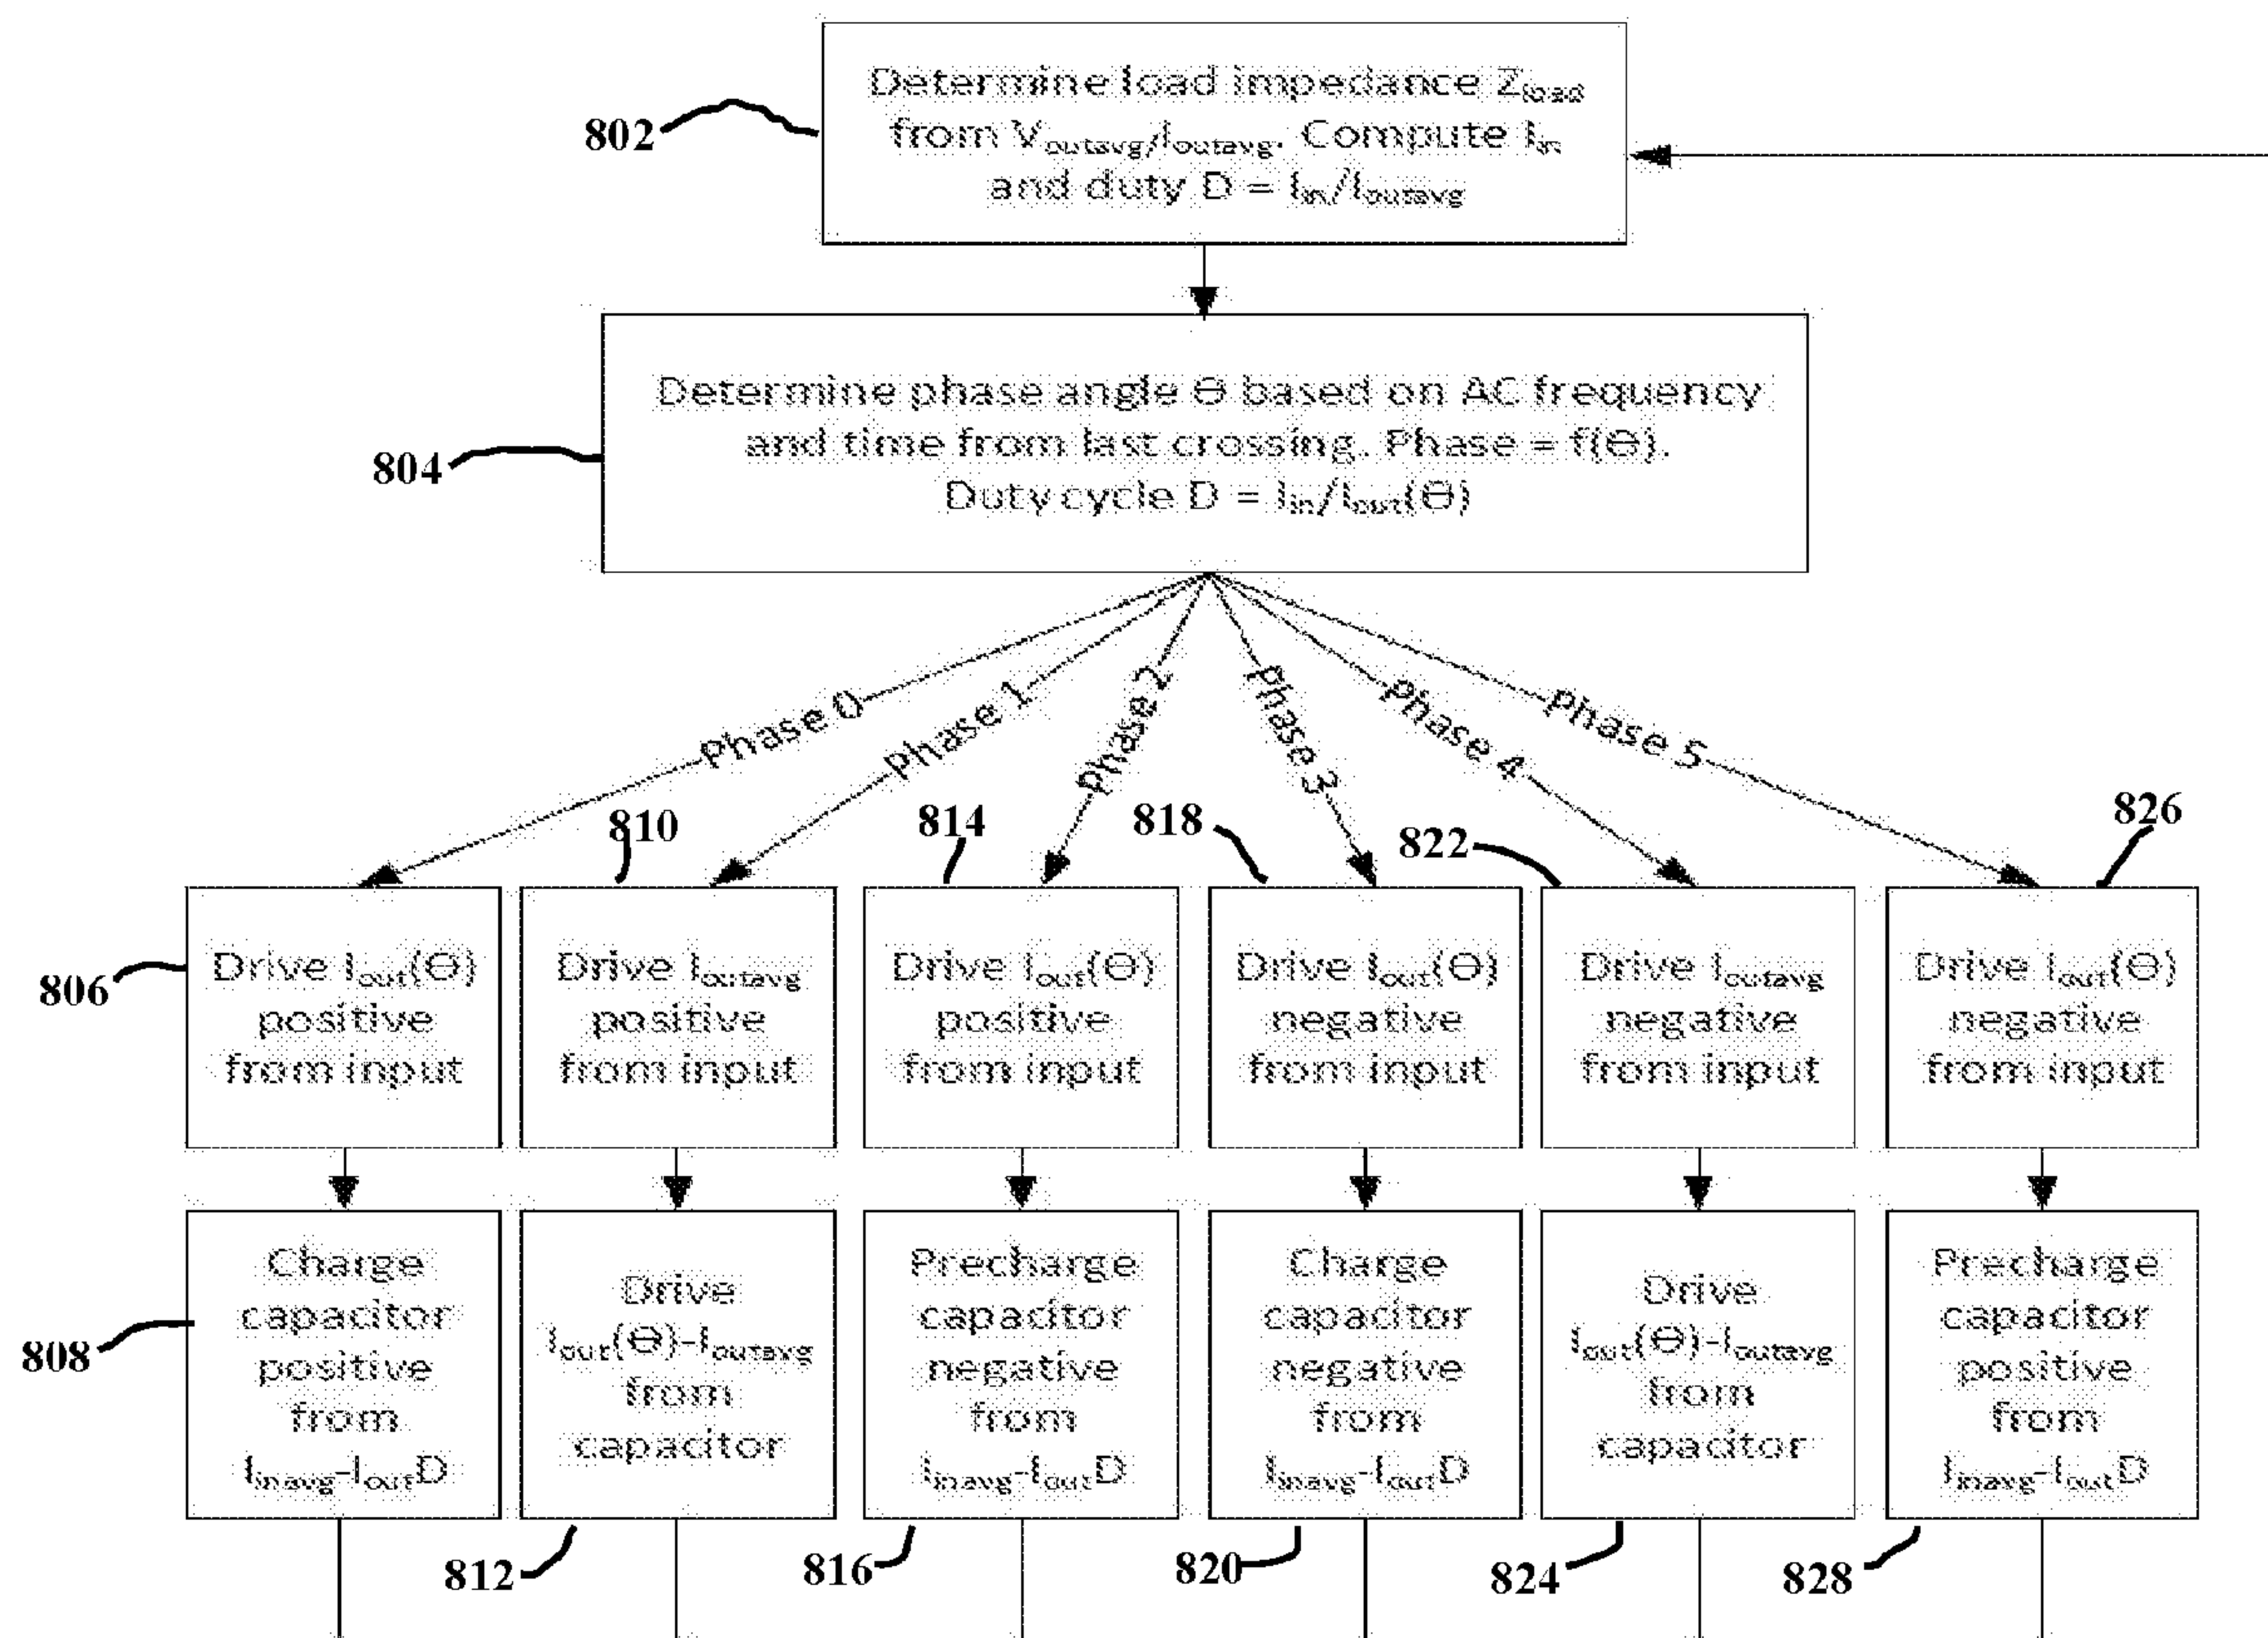 Determine load impedance Zload
from Voutavg/Ioutavg. Compute Iin
and duty D = Iin/Ioutavg
802
Determine phase angle Θ based on AC frequency
and time from last crossing. Phase = f(Θ).
Duty cycle D = Iin/Iout(Θ)
804
Phase 0
Phase 1
Phase 2
Phase 3
Phase 4
Phase 5
810
814
818
822
826
806
Drive Iout(Θ)
positive
from input
Drive Ioutavg
positive
from input
Drive Iout(Θ)
positive
from input
Drive Iout(Θ)
negative
from input
Drive Ioutavg
negative
from input
Drive Iout(Θ)
negative
from input
808
Charge
capacitor
positive
from
Iinavg-IoutD
Drive
Iout(Θ)-Ioutavg
from
capacitor
Precharge
capacitor
negative
from
Iinavg-IoutD
Charge
capacitor
negative
from
Iinavg-IoutD
Drive
Iout(Θ)-Ioutavg
from
capacitor
Precharge
capacitor
positive
from
Iinavg-IoutD
812
816
820
824
828